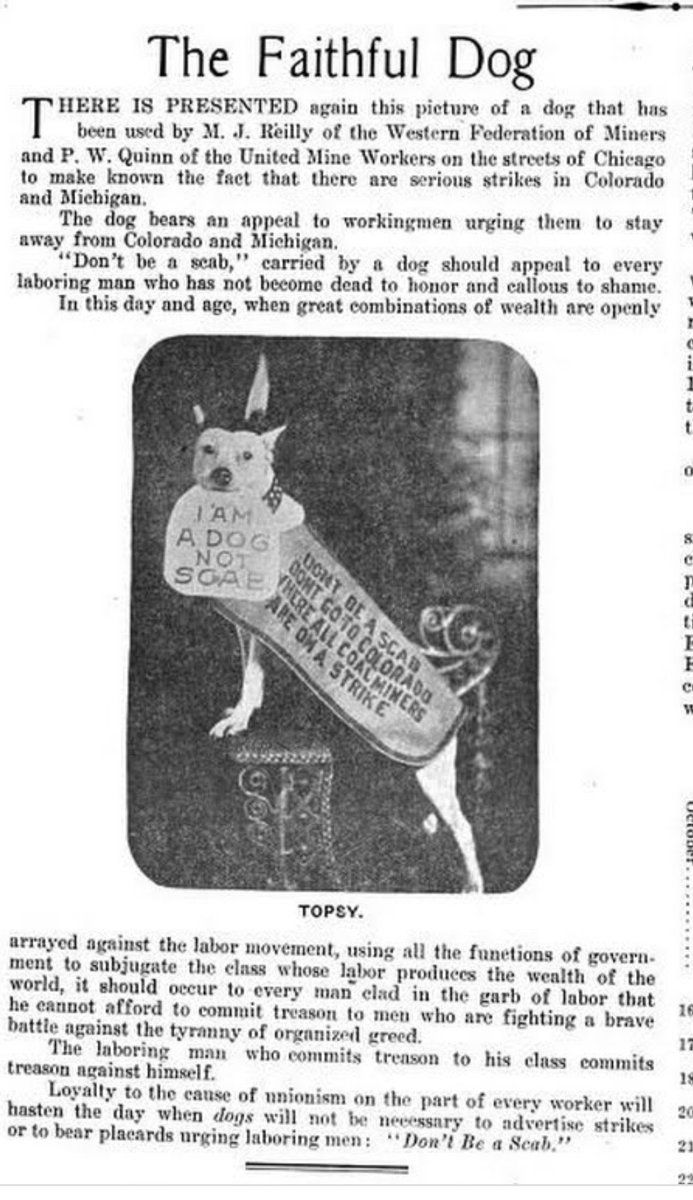 The Faithful Dog
THERE IS PRESENTED again this picture of a dog that has
been used by M. J. Reilly of the Western Federation of Miners
and P. W. Quinn of the United Mine Workers on the streets of Chicago
to make known the fact that there are serious strikes in Colorado
and Michigan.
The dog bears an appeal to workingmen urging them to stay
away from Colorado and Michigan.
"Don't be a scab," carried by a dog should appeal to every
laboring man who has not become dead to honor and callous to shame.
In this day and age, when great combinations of wealth are openly
I AM
A DOG
NOT
SCAB
DONT BE A SCAB
DONT GO TO COLORADO
WHERE ALL COAL MINERS
ARE ON A STRIKE
TOPSY.
arrayed against the labor movement, using all the functions of govern-
ment to subjugate the class whose labor produces the wealth of the
world, it should occur to every man clad in the garb of labor that
he cannot afford to commit treason to men who are fighting a brave
battle against the tyranny of organized greed.
The laboring man who commits treason to his class commits
treason against himself.
Loyalty to the cause of unionism on the part of every worker will
hasten the day when dogs will not be necessary to advertise strikes
or to bear placards urging laboring men: "Don't Be a Scab."
October
16
17
18
20
21
22